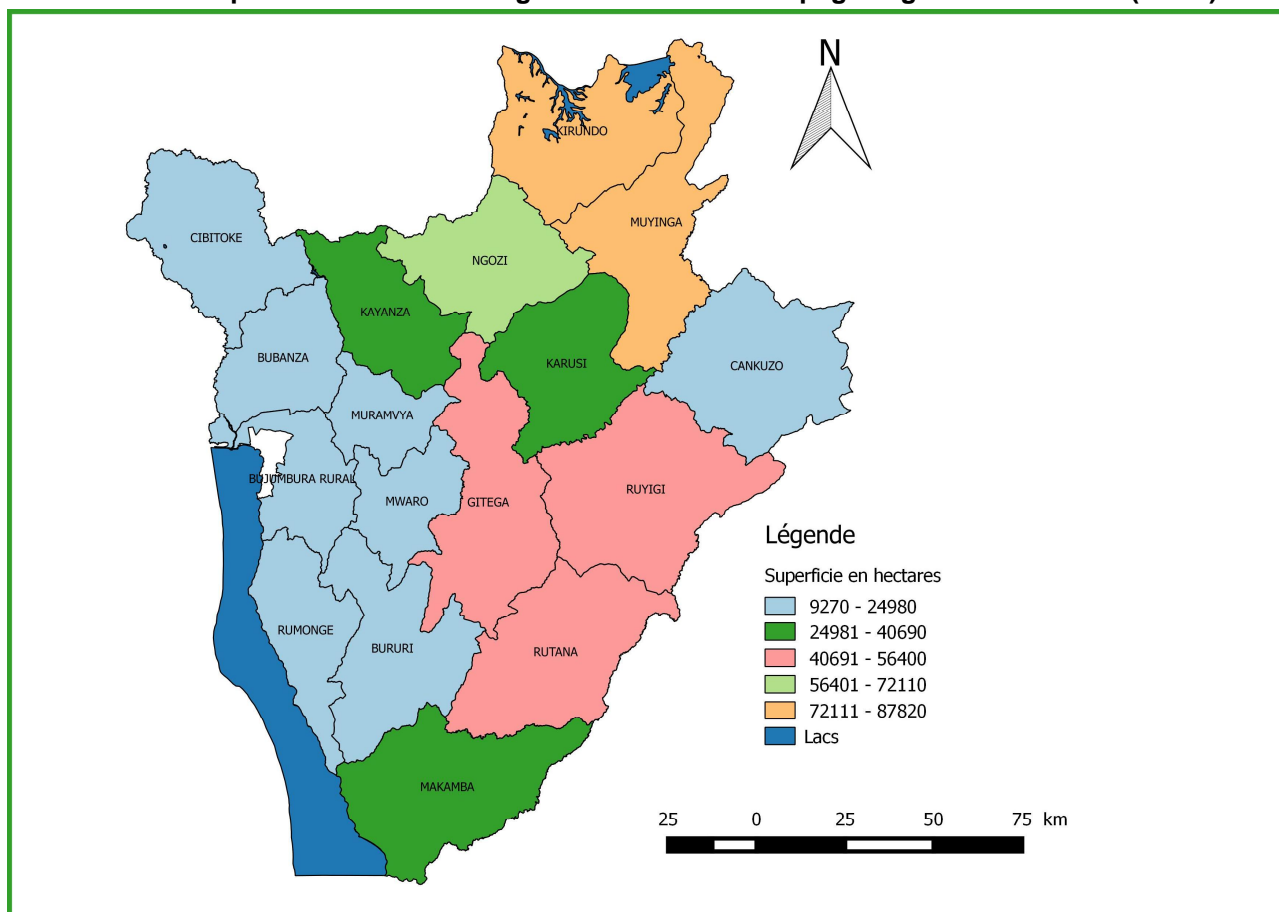 N
KIRUNDO
MUYINGA
CIBITOKE
NGOZI
KAYANZA
BUBANZA
KARUSI
CANKUZO
MURAMVYA
BUJUMBURA RURAL
MWARO
GITEGA
RUYIGI
RUMONGE
BURURI
RUTANA
MAKAMBA
Légende
Superficie en hectares
9270 - 24980
24981 - 40690
40691 - 56400
56401 - 72110
72111 - 87820
Lacs
25 0 25 50 75 km